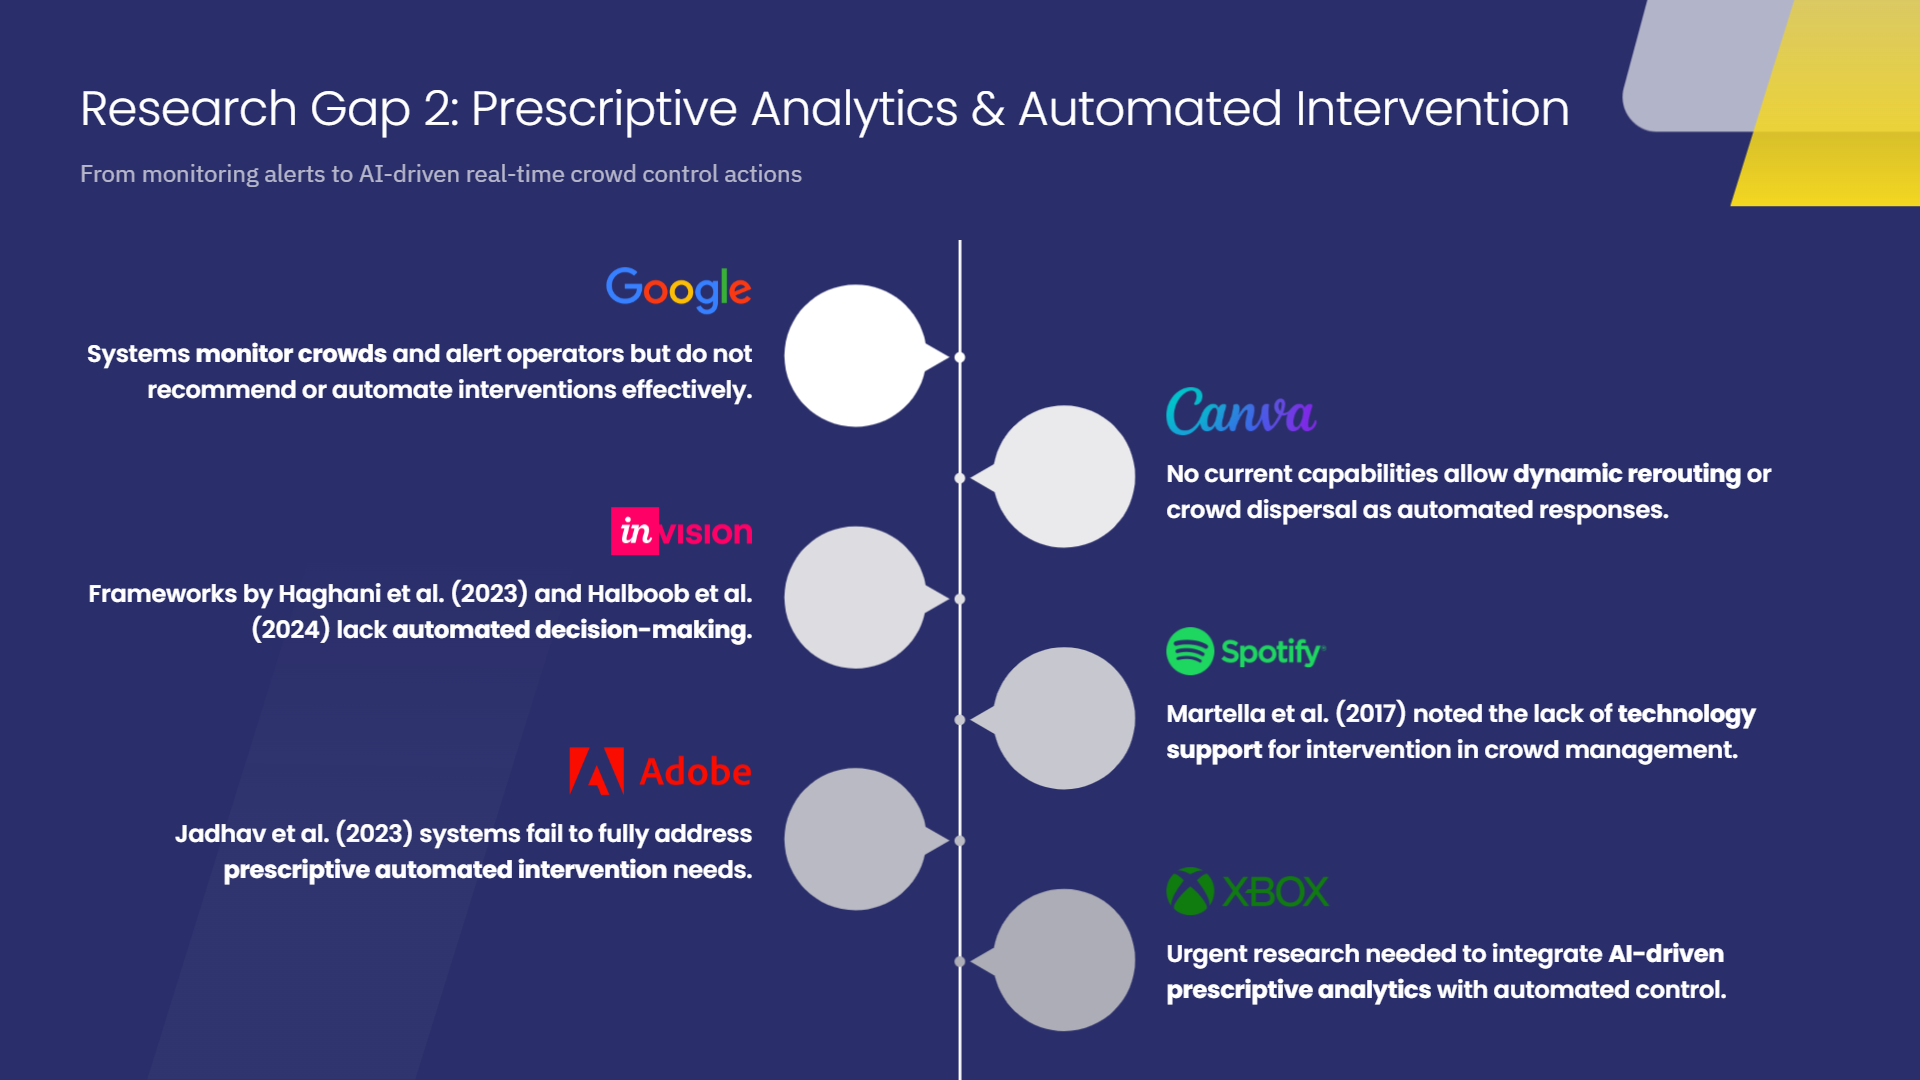 Research Gap 2: Prescriptive Analytics & Automated Intervention
From monitoring alerts to AI-driven real-time crowd control actions
Google
Systems monitor crowds and alert operators but do not
recommend or automate interventions effectively.
Canva
No current capabilities allow dynamic rerouting or
crowd dispersal as automated responses.
invision
Frameworks by Haghani et al. (2023) and Halboob et al.
(2024) lack automated decision-making.
Spotify
Martella et al. (2017) noted the lack of technology
support for intervention in crowd management.
Adobe
Jadhav et al. (2023) systems fail to fully address
prescriptive automated intervention needs.
XBOX
Urgent research needed to integrate AI-driven
prescriptive analytics with automated control.